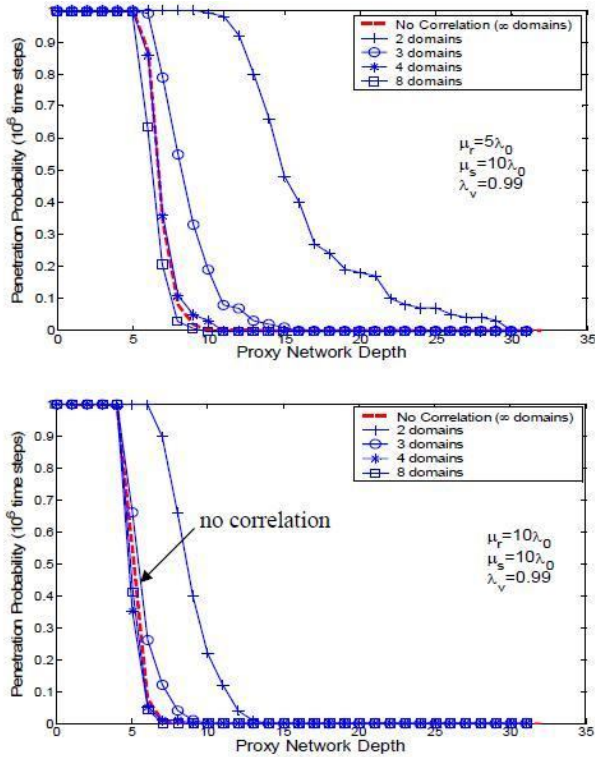 Penetration Probability (10⁶ time steps)
0.9
0.8
0.7
0.6
0.5
0.4
0.3
0.2
0.1
0
No Correlation (∞ domains)
2 domains
3 domains
4 domains
8 domains
μr=5λ0
μs=10λ0
λv=0.99
0 5 10 15 20 25 30 35
Proxy Network Depth
Penetration Probability (10⁶ time steps)
0.9
0.8
0.7
0.6
0.5
0.4
0.3
0.2
0.1
0
No Correlation (∞ domains)
2 domains
3 domains
4 domains
8 domains
no correlation
μr=10λ0
μs=10λ0
λv=0.99
0 5 10 15 20 25 30 35
Proxy Network Depth